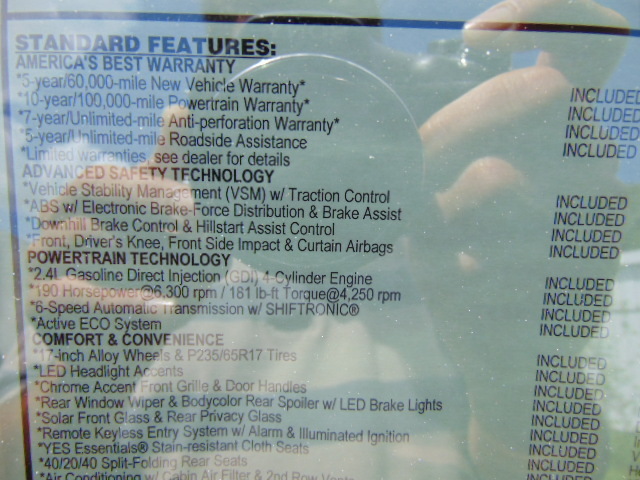 STANDARD FEATURES:
AMERICA'S BEST WARRANTY
*5-year/60,000-mile New Vehicle Warranty* INCLUDED
*10-year/100,000-mile Powertrain Warranty* INCLUDED
*7-year/Unlimited-mile Anti-perforation Warranty* INCLUDED
*5-year/Unlimited-mile Roadside Assistance INCLUDED
*Limited warranties, see dealer for details
ADVANCED SAFETY TECHNOLOGY
*Vehicle Stability Management (VSM) w/ Traction Control INCLUDED
*ABS w/ Electronic Brake-Force Distribution & Brake Assist INCLUDED
*Downhill Brake Control & Hillstart Assist Control INCLUDED
*Front, Driver's Knee, Front Side Impact & Curtain Airbags INCLUDED
POWERTRAIN TECHNOLOGY
*2.4L Gasoline Direct Injection (GDI) 4-Cylinder Engine INCLUDED
*190 Horsepower@6,300 rpm / 181 lb-ft Torque@4,250 rpm INCLUDED
*6-Speed Automatic Transmission w/ SHIFTRONIC® INCLUDED
*Active ECO System INCLUDED
COMFORT & CONVENIENCE
*17-inch Alloy Wheels & P235/65R17 Tires INCLUDED
*LED Headlight Accents INCLUDED
*Chrome Accent Front Grille & Door Handles INCLUDED
*Rear Window Wiper & Bodycolor Rear Spoiler w/ LED Brake Lights INCLUDED
*Solar Front Glass & Rear Privacy Glass INCLUDED
*Remote Keyless Entry System w/ Alarm & Illuminated Ignition INCLUDED
*YES Essentials® Stain-resistant Cloth Seats INCLUDED
*40/20/40 Split-Folding Rear Seats INCLUDED
*Air Conditioning w/ Cabin Air Filter & 2nd Row Vents